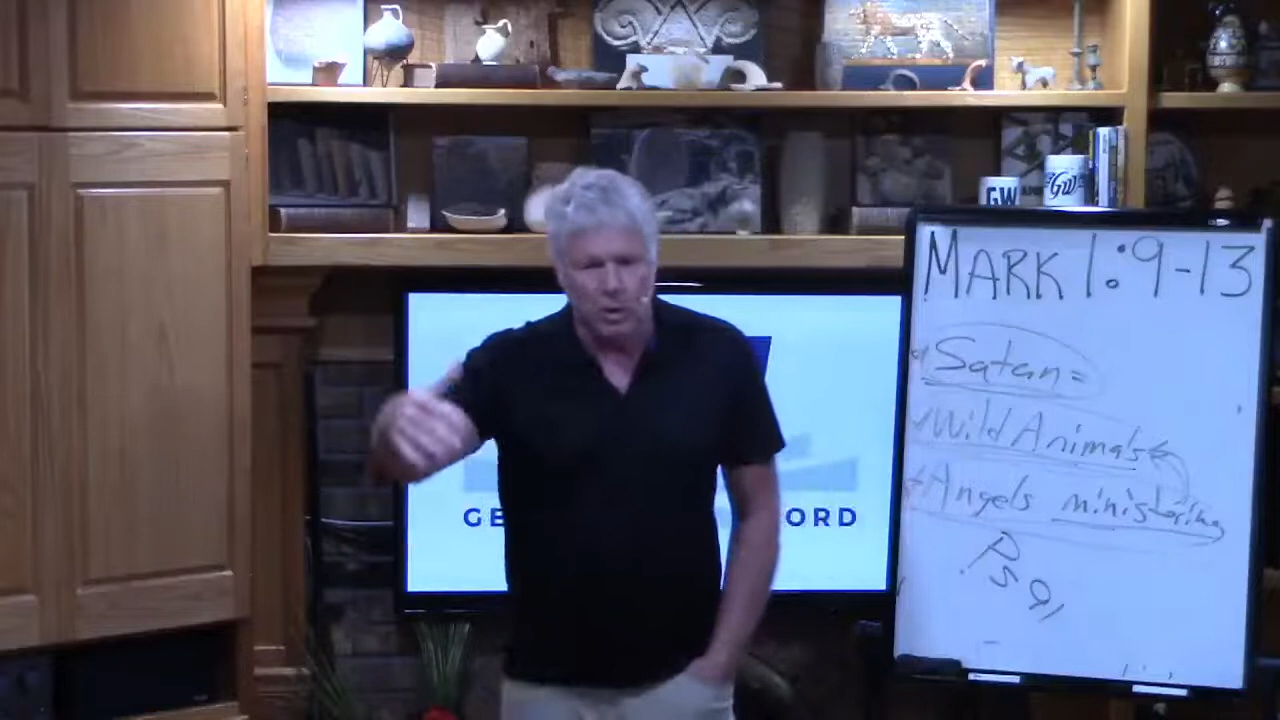 GW
GW
MARK 1:9-13
Satan=
Wild Animals
Angels ministering
Ps 91
GE ORD